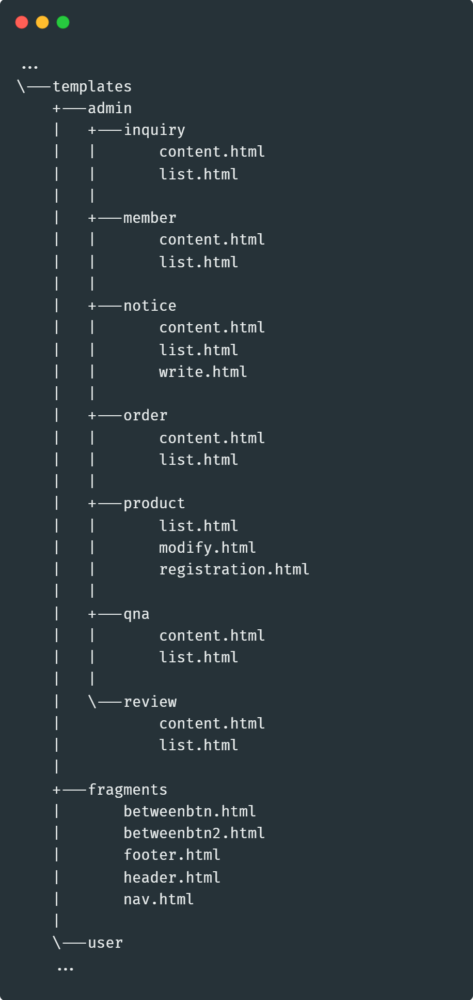 ...
\---templates
    +---admin
    |   +---inquiry
    |   |       content.html
    |   |       list.html
    |   |
    |   +---member
    |   |       content.html
    |   |       list.html
    |   |
    |   +---notice
    |   |       content.html
    |   |       list.html
    |   |       write.html
    |   |
    |   +---order
    |   |       content.html
    |   |       list.html
    |   |
    |   +---product
    |   |       list.html
    |   |       modify.html
    |   |       registration.html
    |   |
    |   +---qna
    |   |       content.html
    |   |       list.html
    |   |
    |   \---review
    |           content.html
    |           list.html
    |
    +---fragments
    |       betweenbtn.html
    |       betweenbtn2.html
    |       footer.html
    |       header.html
    |       nav.html
    |
    \---user
    ...